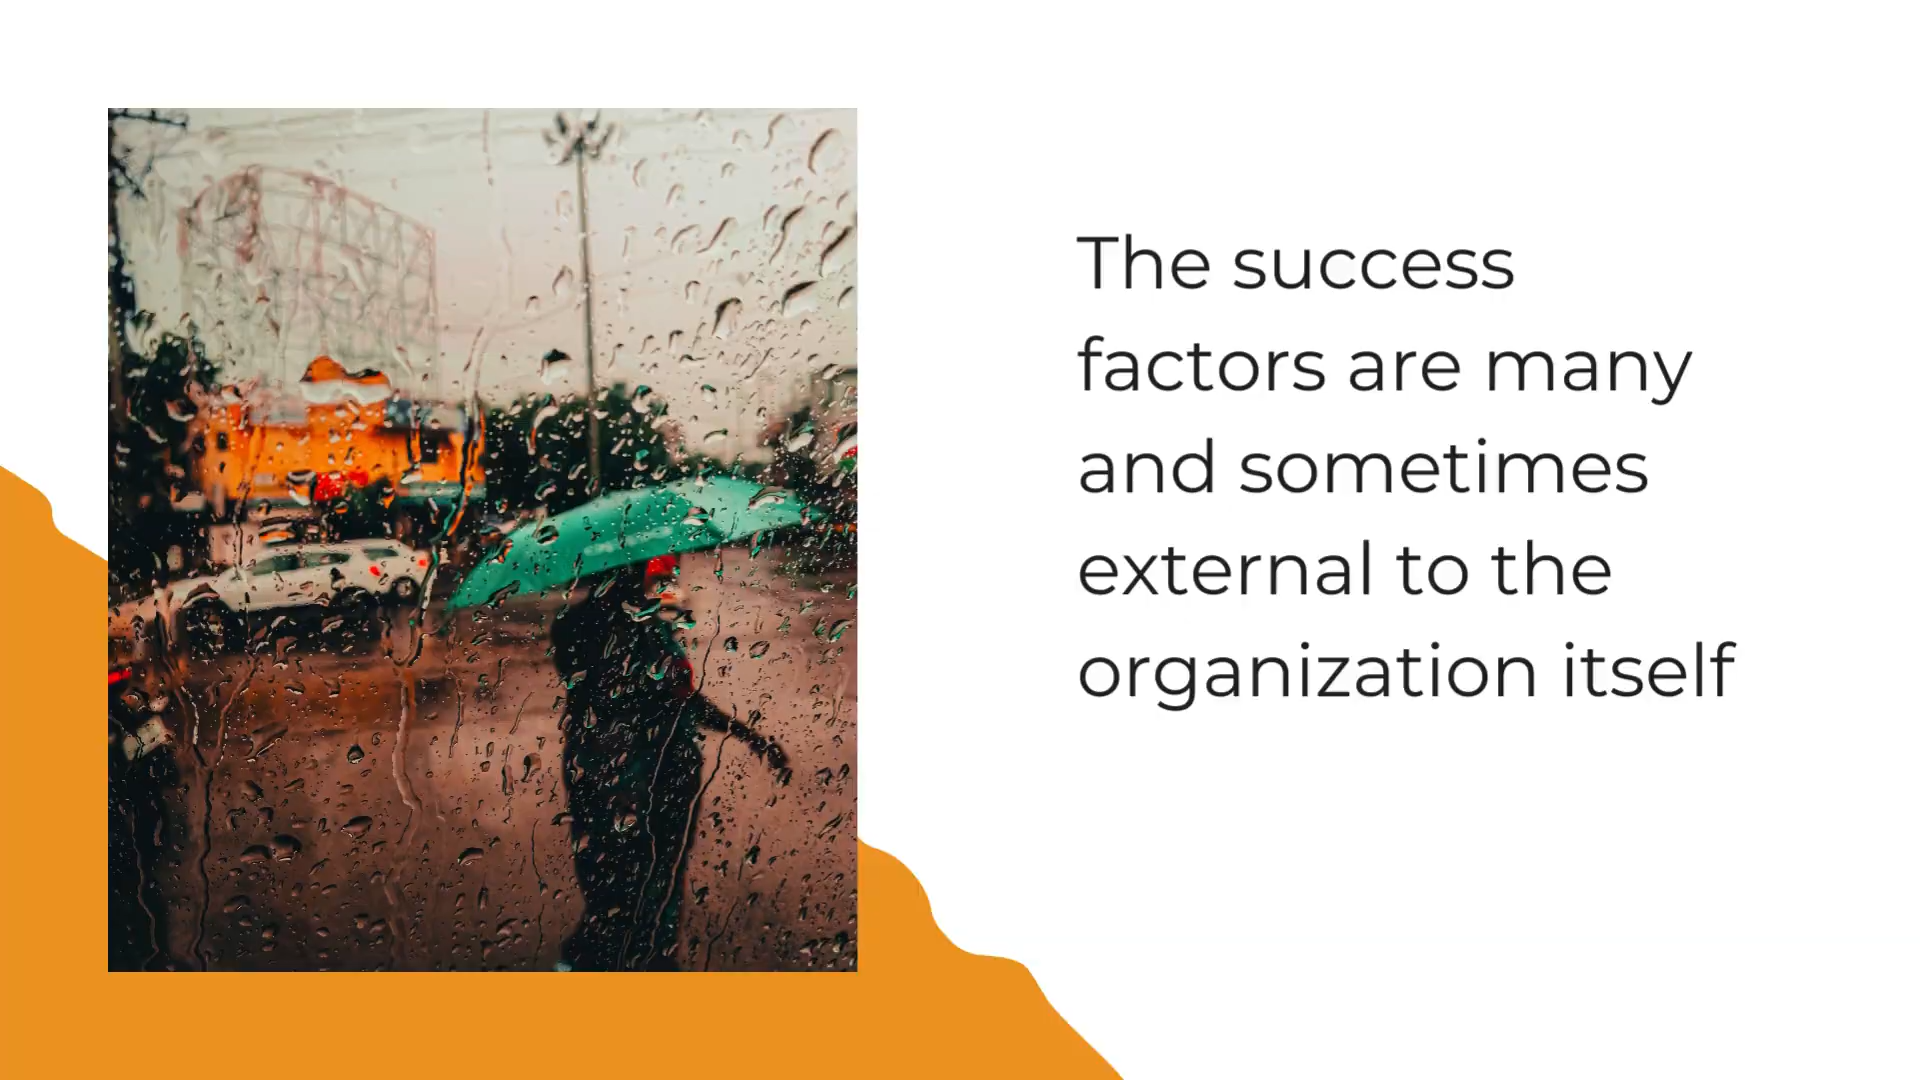 The success
factors are many
and sometimes
external to the
organization itself